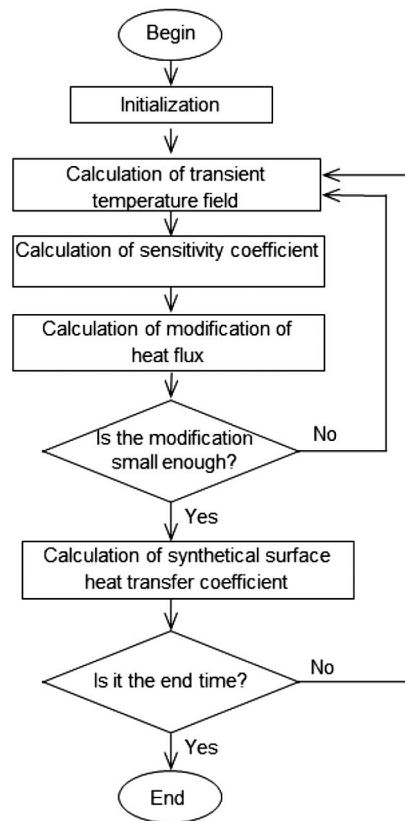 Begin
Initialization
Calculation of transient
temperature field
Calculation of sensitivity coefficient
Calculation of modification of
heat flux
Is the modification
small enough?
No
Yes
Calculation of synthetical surface
heat transfer coefficient
Is it the end time?
No
Yes
End